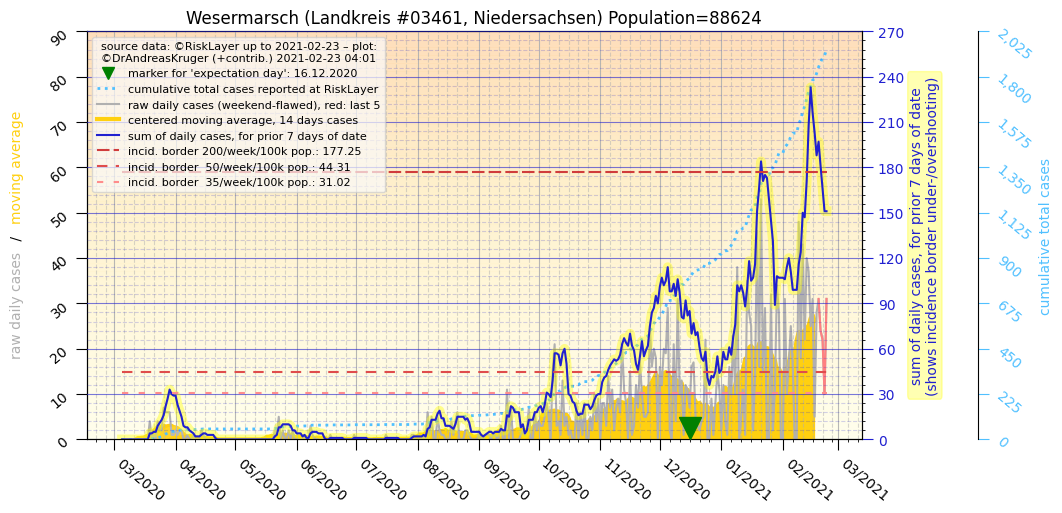 Wesermarsch (Landkreis #03461, Niedersachsen) Population=88624
source data: ©RiskLayer up to 2021-02-23 – plot:
©DrAndreasKruger (+contrib.) 2021-02-23 04:01
marker for 'expectation day': 16.12.2020
cumulative total cases reported at RiskLayer
raw daily cases (weekend-flawed), red: last 5
centered moving average, 14 days cases
sum of daily cases, for prior 7 days of date
incid. border 200/week/100k pop.: 177.25
incid. border 50/week/100k pop.: 44.31
incid. border 35/week/100k pop.: 31.02
raw daily cases / moving average
90
80
70
60
50
40
30
20
10
0
03/2020
04/2020
05/2020
06/2020
07/2020
08/2020
09/2020
10/2020
11/2020
12/2020
01/2021
02/2021
03/2021
270
240
210
180
150
120
90
60
30
0
sum of daily cases, for prior 7 days of date
(shows incidence border under-/overshooting)
2,025
1,800
1,575
1,350
1,125
900
675
450
225
0
cumulative total cases